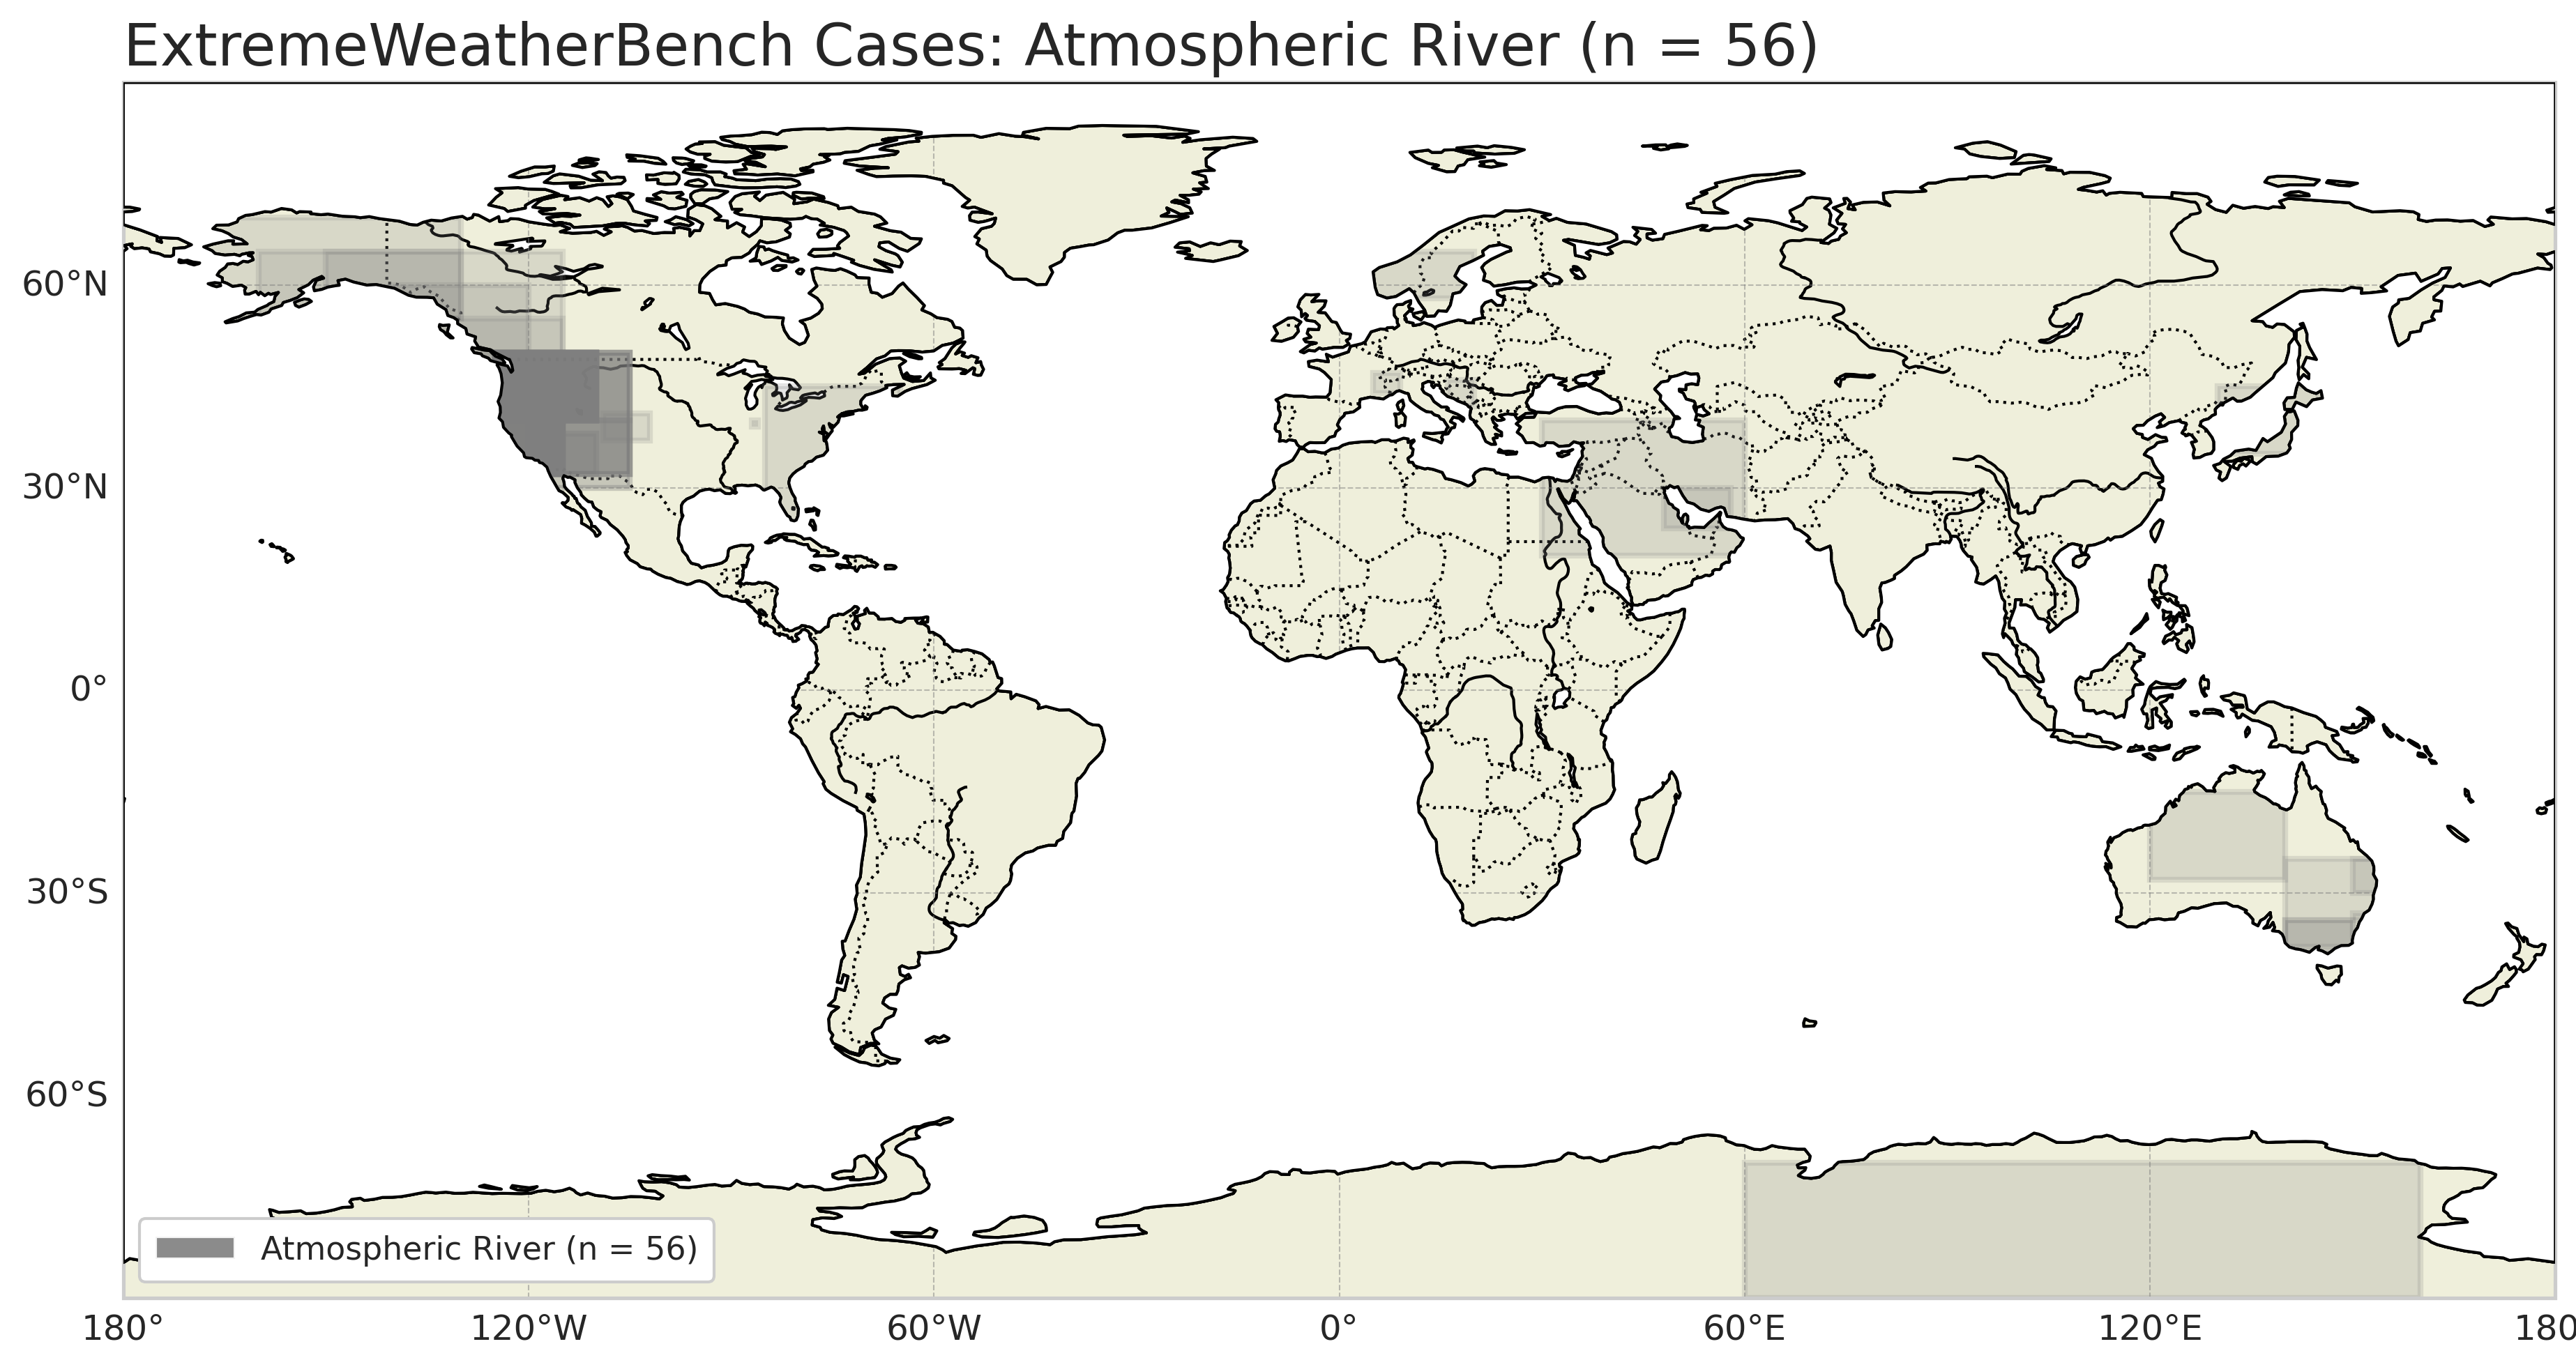 ExtremeWeatherBench Cases: Atmospheric River (n = 56)
60°N
30°N
0°
30°S
60°S
Atmospheric River (n = 56)
180° 120°W 60°W 0° 60°E 120°E 180